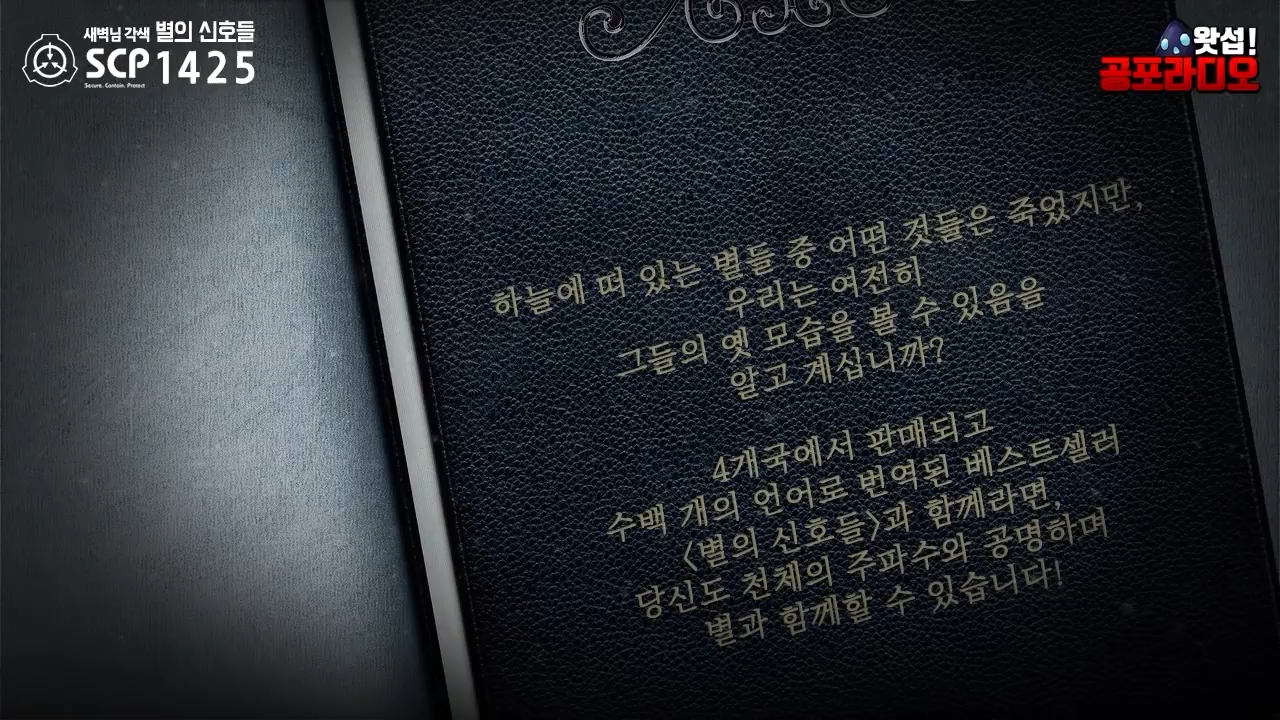 새벽님 각색 별의 신호들
SCP 1425
Secure. Contain. Protect
왓섭!
공포라디오
하늘에 떠 있는 별들 중 어떤 것들은 죽었지만,
우리는 여전히
그들의 옛 모습을 볼 수 있음을
알고 계십니까?
4개국에서 판매되고
수백 개의 언어로 번역된 베스트셀러
〈별의 신호들〉과 함께라면,
당신도 전체의 주파수와 공명하며
별과 함께할 수 있습니다!